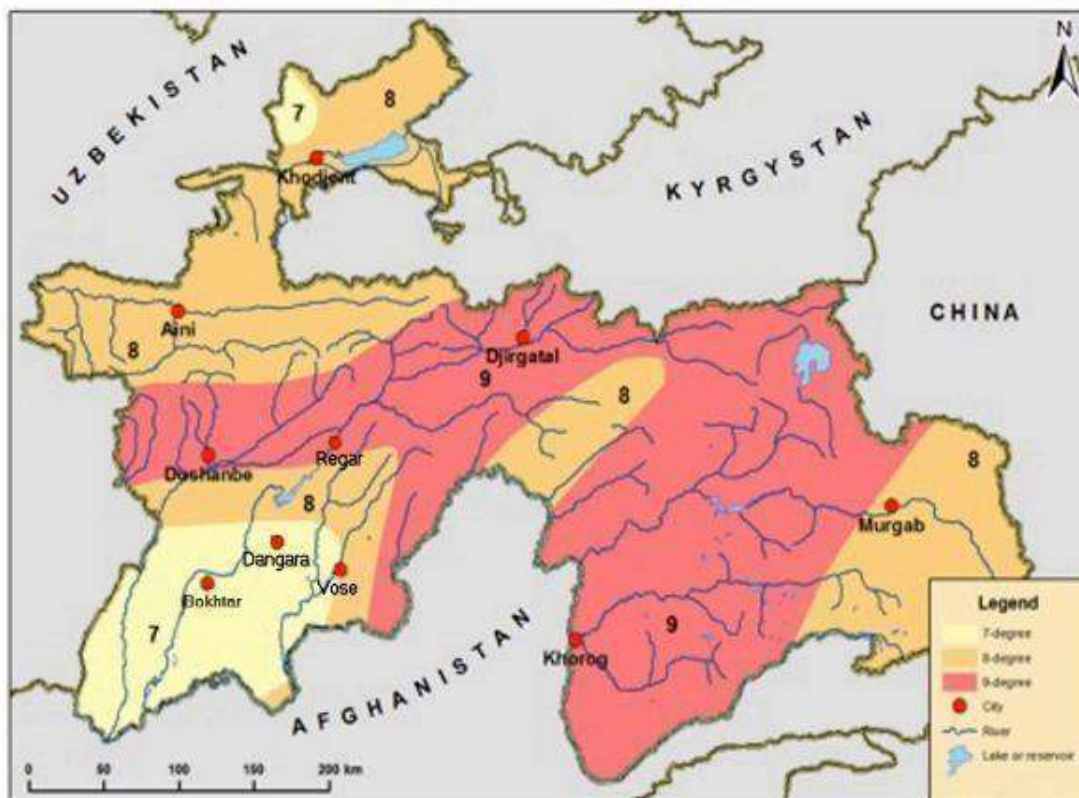 N
UZBEKISTAN
7
8
Khodjent
KYRGYSTAN
CHINA
Aini
8
Djirgatal
9
8
Regar
Dushanbe
8
8
Murgab
Dangara
Vose
Bokhtar
7
9
Khorog
AFGHANISTAN
Legend
7-degree
8-degree
9-degree
City
River
Lake or reservoir
0 50 100 150 200 km